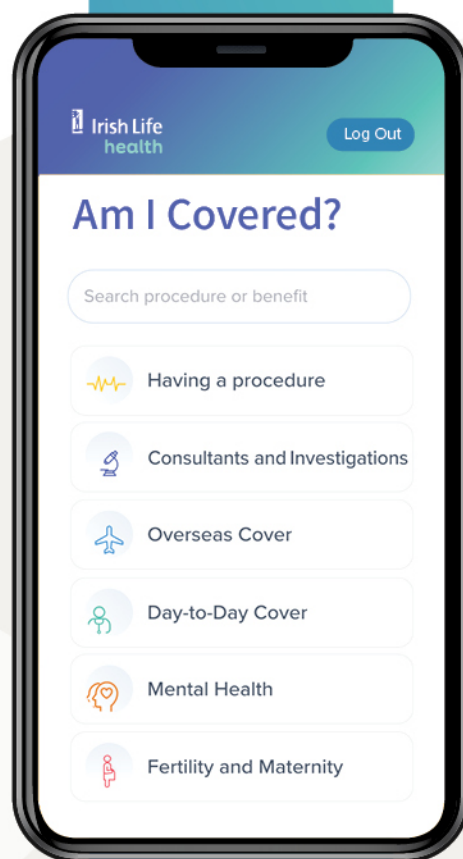 Irish Life
health
Log Out
Am I Covered?
Search procedure or benefit
Having a procedure
Consultants and Investigations
Overseas Cover
Day-to-Day Cover
Mental Health
Fertility and Maternity